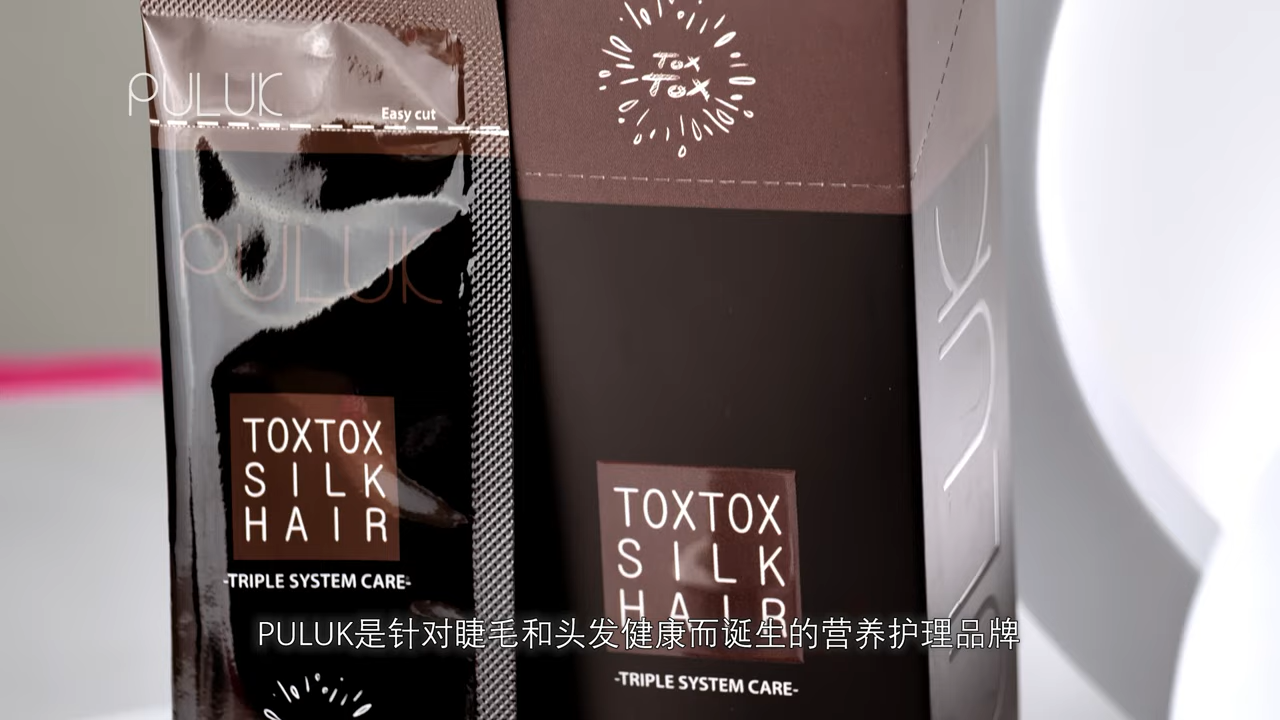 PULUK
Easy cut
PULUK
TOXTOX
SILK
HAIR
-TRIPLE SYSTEM CARE-
Tox
Tox
TOXTOX
SILK
HAIR
-TRIPLE SYSTEM CARE-
PULUK
PULUK是针对睫毛和头发健康而诞生的营养护理品牌